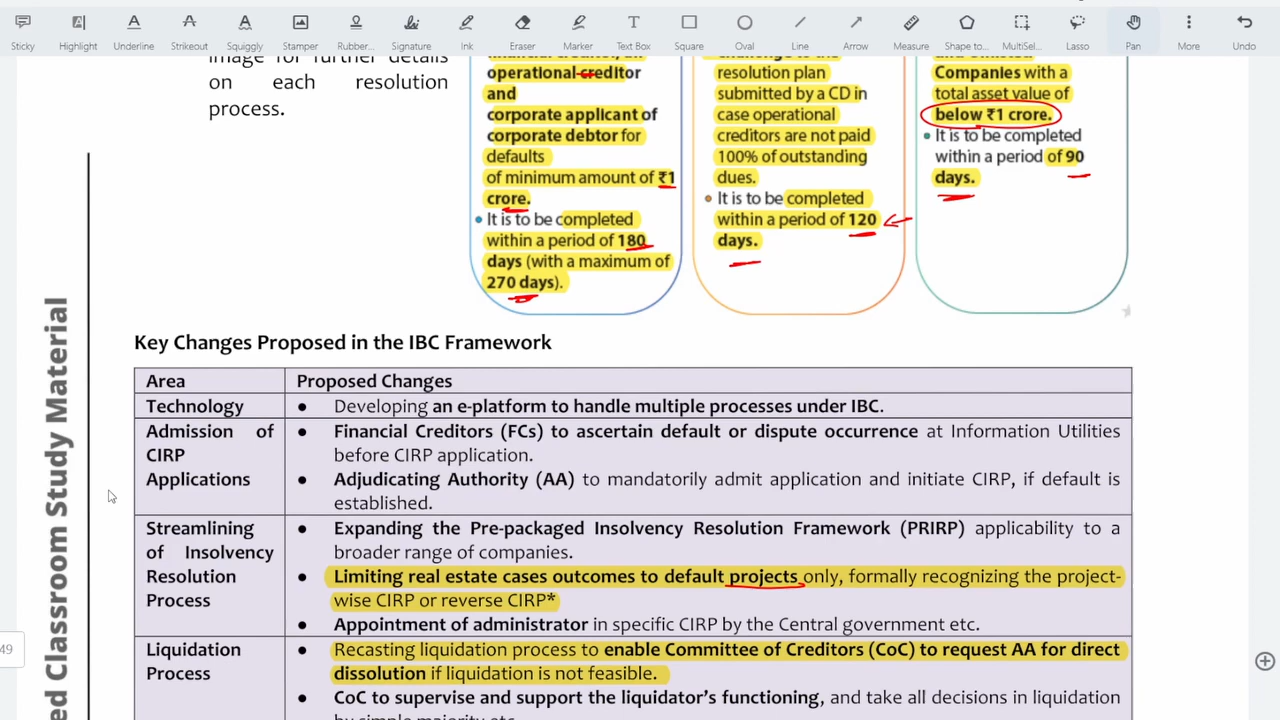 Sticky
Highlight
Underline
Strikeout
Squiggly
Stamper
Rubber...
Signature
Ink
Eraser
Marker
Text Box
Square
Oval
Line
Arrow
Measure
Shape to...
MultiSel...
Lasso
Pan
More
Undo
image for further details
on each resolution
process.
operational creditor
and
corporate applicant of
corporate debtor for
defaults
of minimum amount of ₹1
crore.
• It is to be completed
within a period of 180
days (with a maximum of
270 days).
resolution plan
submitted by a CD in
case operational
creditors are not paid
100% of outstanding
dues.
• It is to be completed
within a period of 120
days.
Companies with a
total asset value of
below ₹1 crore.
• It is to be completed
within a period of 90
days.
ed Classroom Study Material
49
Key Changes Proposed in the IBC Framework
Area
Proposed Changes
Technology
• Developing an e-platform to handle multiple processes under IBC.
Admission of
CIRP
Applications
• Financial Creditors (FCs) to ascertain default or dispute occurrence at Information Utilities
before CIRP application.
• Adjudicating Authority (AA) to mandatorily admit application and initiate CIRP, if default is
established.
Streamlining
of Insolvency
Resolution
Process
• Expanding the Pre-packaged Insolvency Resolution Framework (PRIRP) applicability to a
broader range of companies.
• Limiting real estate cases outcomes to default projects only, formally recognizing the project-
wise CIRP or reverse CIRP*
• Appointment of administrator in specific CIRP by the Central government etc.
Liquidation
Process
• Recasting liquidation process to enable Committee of Creditors (CoC) to request AA for direct
dissolution if liquidation is not feasible.
• CoC to supervise and support the liquidator's functioning, and take all decisions in liquidation
by simple majority etc.